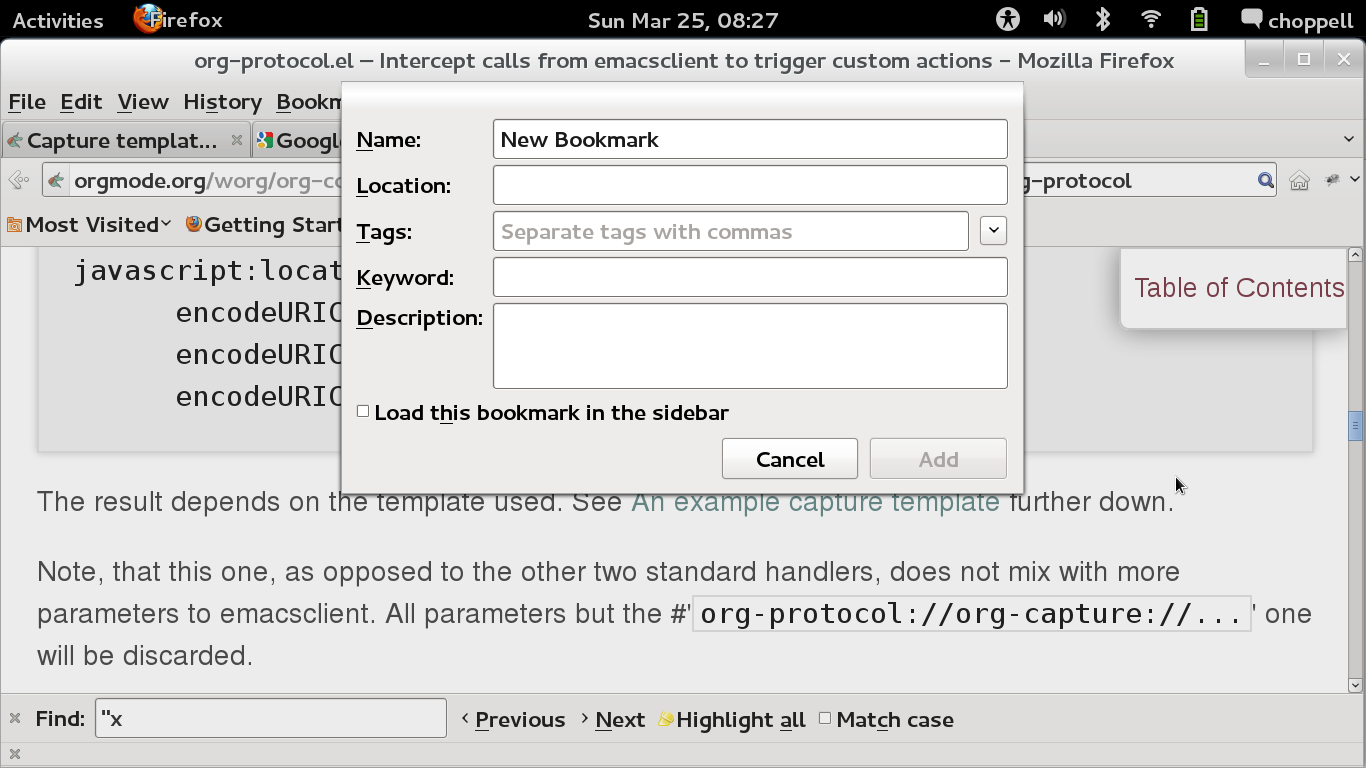 Activities Firefox Sun Mar 25, 08:27 choppell
org-protocol.el — Intercept calls from emacsclient to trigger custom actions - Mozilla Firefox
File Edit View History Bookm
Capture templat... Googl
orgmode.org/worg/org-co g-protocol
Most Visited Getting Start
Name: New Bookmark
Location:
Tags: Separate tags with commas
Keyword:
Description:
Load this bookmark in the sidebar
Cancel Add
javascript:locat
encodeURIC
encodeURIC
encodeURIC
Table of Contents
The result depends on the template used. See An example capture template further down.
Note, that this one, as opposed to the other two standard handlers, does not mix with more
parameters to emacsclient. All parameters but the #'org-protocol://org-capture://...' one
will be discarded.
Find: "x Previous Next Highlight all Match case